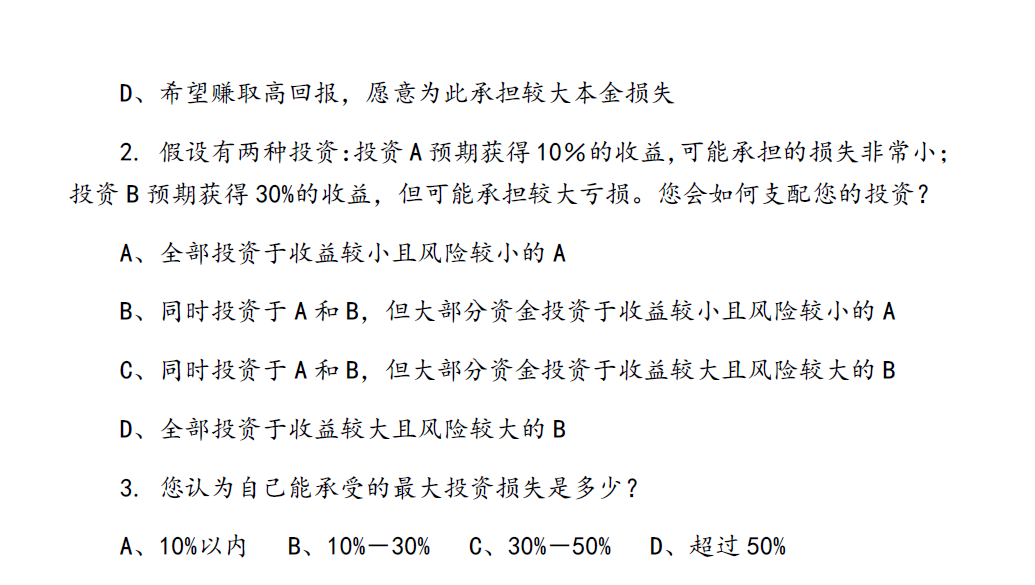 D、希望赚取高回报，愿意为此承担较大本金损失
2. 假设有两种投资:投资 A 预期获得 10％的收益,可能承担的损失非常小;
投资 B 预期获得 30%的收益，但可能承担较大亏损。您会如何支配您的投资?
A、全部投资于收益较小且风险较小的 A
B、同时投资于 A 和 B，但大部分资金投资于收益较小且风险较小的 A
C、同时投资于 A 和 B，但大部分资金投资于收益较大且风险较大的 B
D、全部投资于收益较大且风险较大的 B
3. 您认为自己能承受的最大投资损失是多少?
A、10%以内 B、10%－30% C、30%－50% D、超过 50%